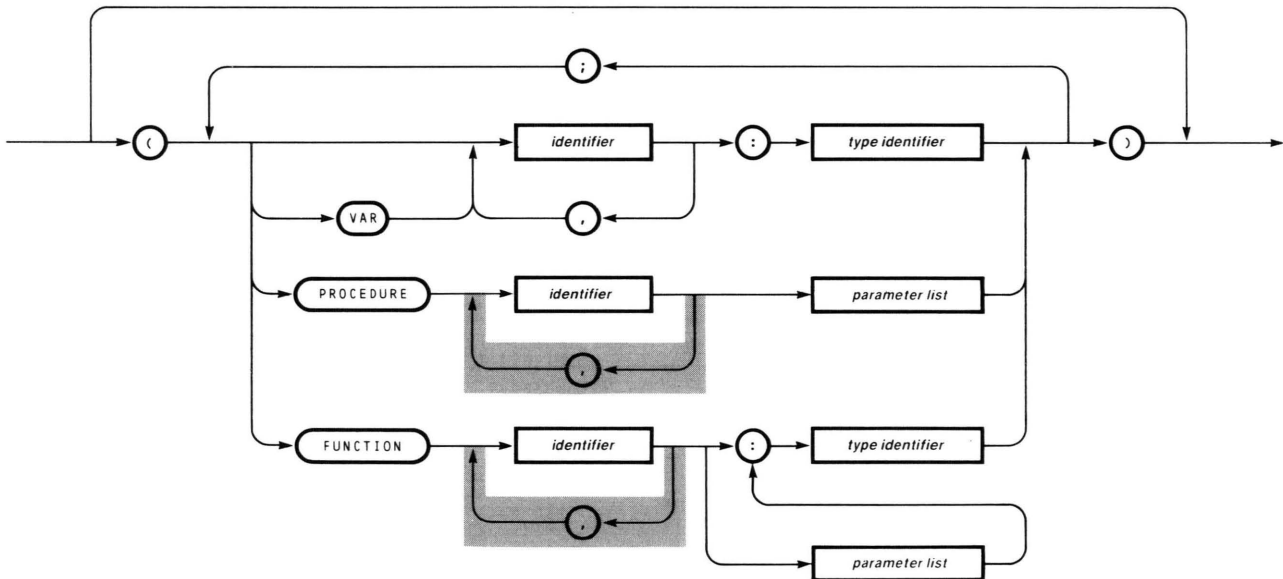 ;
( identifier : type identifier )
VAR ,
PROCEDURE identifier parameter list
,
FUNCTION identifier : type identifier
,
parameter list